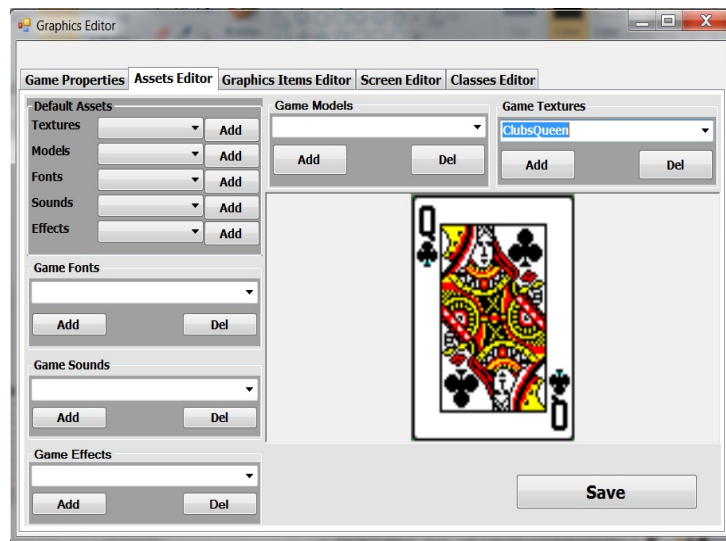 Graphics Editor
Game Properties Assets Editor Graphics Items Editor Screen Editor Classes Editor
Default Assets
Textures Add
Models Add
Fonts Add
Sounds Add
Effects Add
Game Models
Add Del
Game Textures
ClubsQueen
Add Del
Game Fonts
Add Del
Game Sounds
Add Del
Game Effects
Add Del
Q
Q
Save